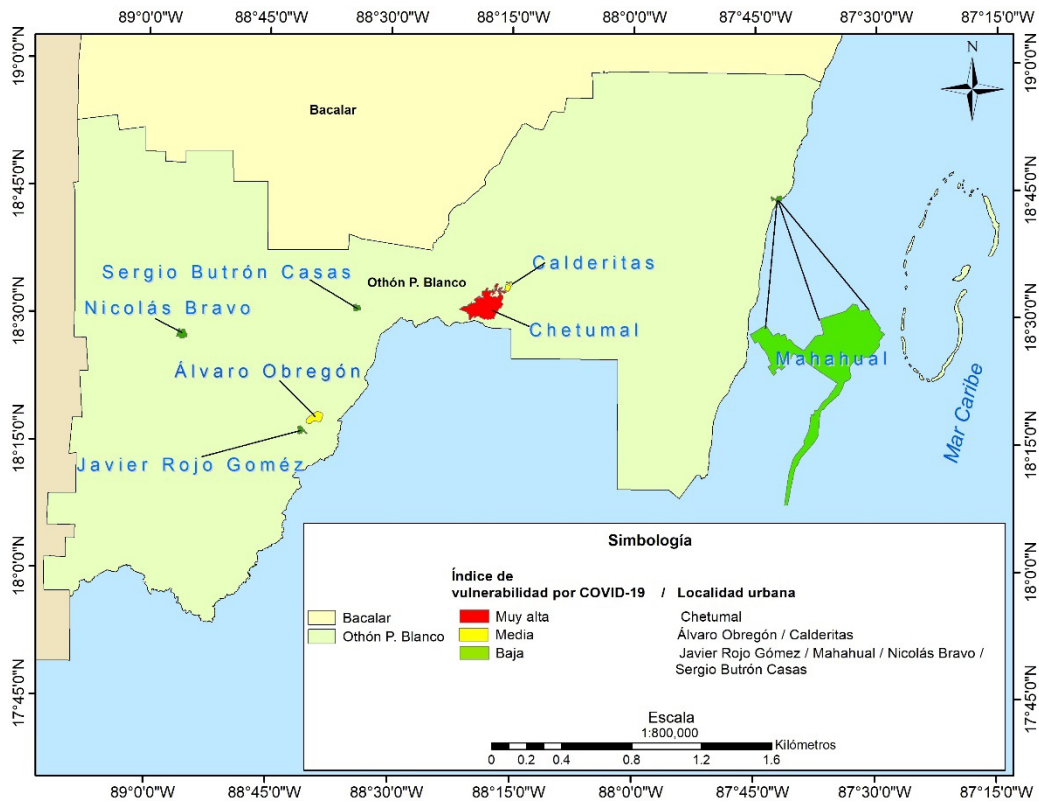 89°0'0"W 88°45'0"W 88°30'0"W 88°15'0"W 88°0'0"W 87°45'0"W 87°30'0"W 87°15'0"W
19°0'0"N
18°45'0"N
18°30'0"N
18°15'0"N
18°0'0"N
17°45'0"N
N
Bacalar
Sergio Butrón Casas
Othón P. Blanco
Calderitas
Nicolás Bravo
Chetumal
Mahahual
Álvaro Obregón
Javier Rojo Goméz
Mar Caribe
19°0'0"N
18°45'0"N
18°30'0"N
18°15'0"N
18°0'0"N
17°45'0"N
Simbología
Índice de
vulnerabilidad por COVID-19 / Localidad urbana
Bacalar
Othón P. Blanco
Muy alta Chetumal
Media Álvaro Obregón / Calderitas
Baja Javier Rojo Gómez / Mahahual / Nicolás Bravo /
Sergio Butrón Casas
Escala
1:800,000
Kilómetros
0 0.2 0.4 0.8 1.2 1.6
89°0'0"W 88°45'0"W 88°30'0"W 88°15'0"W 88°0'0"W 87°45'0"W 87°30'0"W 87°15'0"W